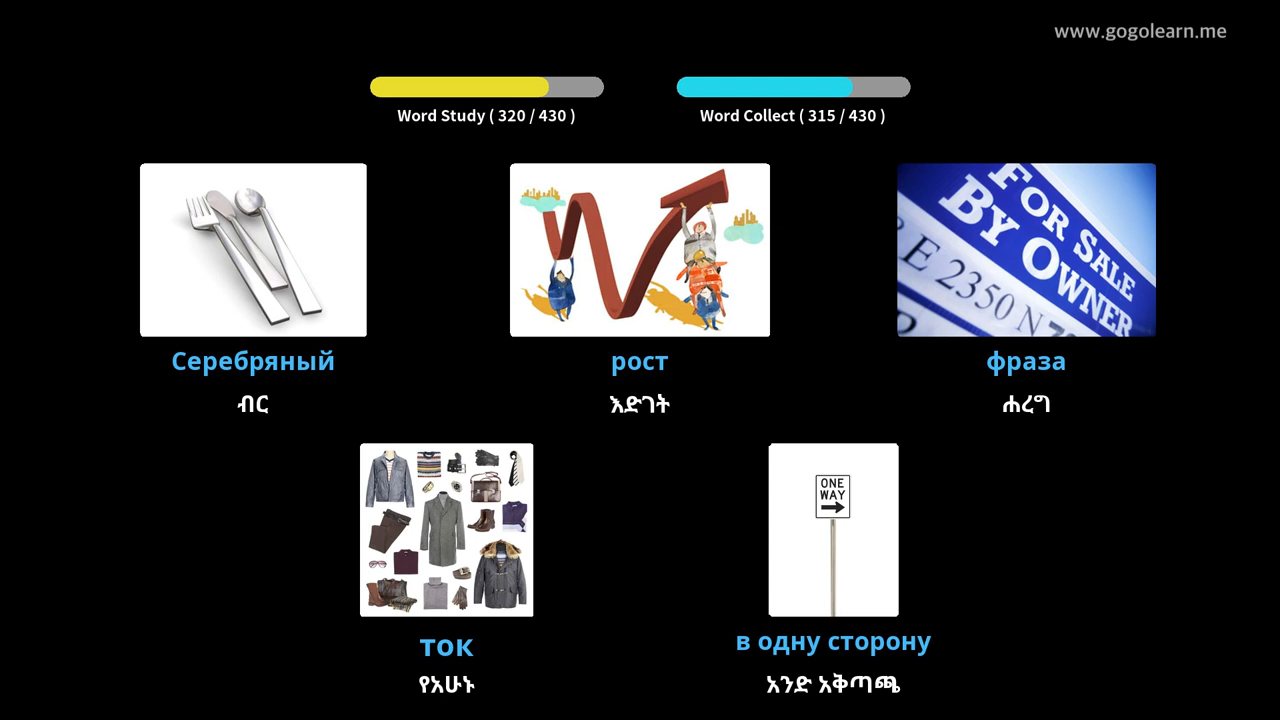 www.gogolearn.me
Word Study ( 320 / 430 )
Word Collect ( 315 / 430 )
FOR SALE
BY OWNER
E 2350 N
Серебряный
рост
фраза
ብር
እድገት
ሐረግ
ONE
WAY
ток
в одну сторону
የአሁኑ
አንድ አቅጣጫ